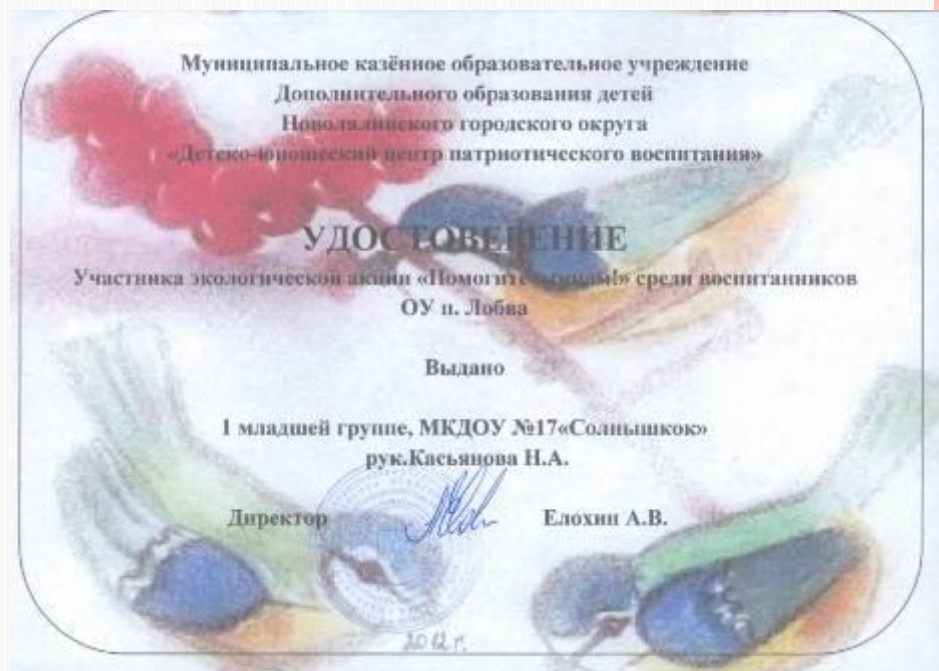 Муниципальное казённое образовательное учреждение
Дополнительного образования детей
Новолялинского городского округа
«Детско-юношеский центр патриотического воспитания»
УДОСТОВЕРЕНИЕ
Участника экологической акции «Помогите птицам!» среди воспитанников
ОУ п. Лобва
Выдано
1 младшей группе, МКДОУ №17«Солнышкок»
рук.Касьянова Н.А.
Директор Елохин А.В.
2012 г.